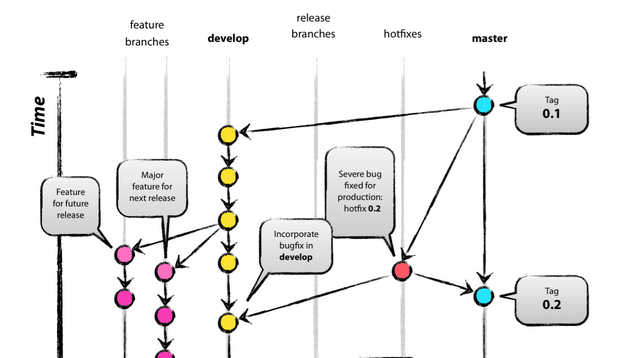 feature
branches
develop
release
branches
hotfixes
master
Time
Tag
0.1
Major
feature for
next release
Feature
for future
release
Severe bug
fixed for
production:
hotfix 0.2
Incorporate
bugfix in
develop
Tag
0.2